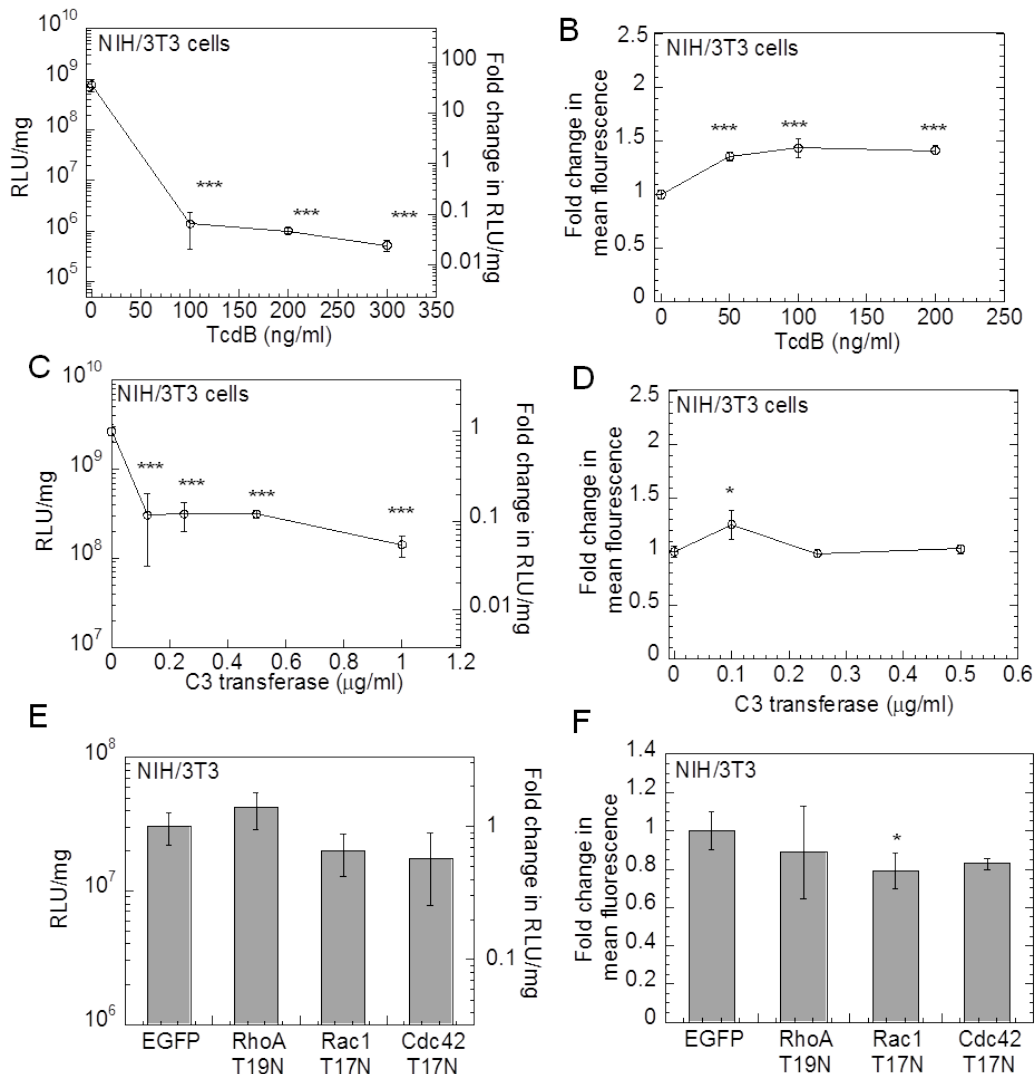 A
NIH/3T3 cells
RLU/mg
10^10
10^9
10^8
10^7
10^6
10^5
***
***
***
100
10
1
0.1
0.01
Fold change in RLU/mg
0 50 100 150 200 250 300 350
TcdB (ng/ml)
B
NIH/3T3 cells
Fold change in
mean flourescence
2.5
2
1.5
1
0.5
0
***
***
***
0 50 100 150 200 250
TcdB (ng/ml)
C
NIH/3T3 cells
RLU/mg
10^10
10^9
10^8
10^7
***
***
***
***
1
0.1
0.01
Fold change in RLU/mg
0 0.2 0.4 0.6 0.8 1 1.2
C3 transferase (μg/ml)
D
NIH/3T3 cells
Fold change in
mean flourescence
2.5
2
1.5
1
0.5
0
*
0 0.1 0.2 0.3 0.4 0.5 0.6
C3 transferase (μg/ml)
E
NIH/3T3
RLU/mg
10^8
10^7
10^6
1
0.1
Fold change in RLU/mg
EGFP RhoA Rac1 Cdc42
T19N T17N T17N
F
NIH/3T3
Fold change in
mean fluorescence
1.4
1.2
1
0.8
0.6
0.4
0.2
0
*
EGFP RhoA Rac1 Cdc42
T19N T17N T17N